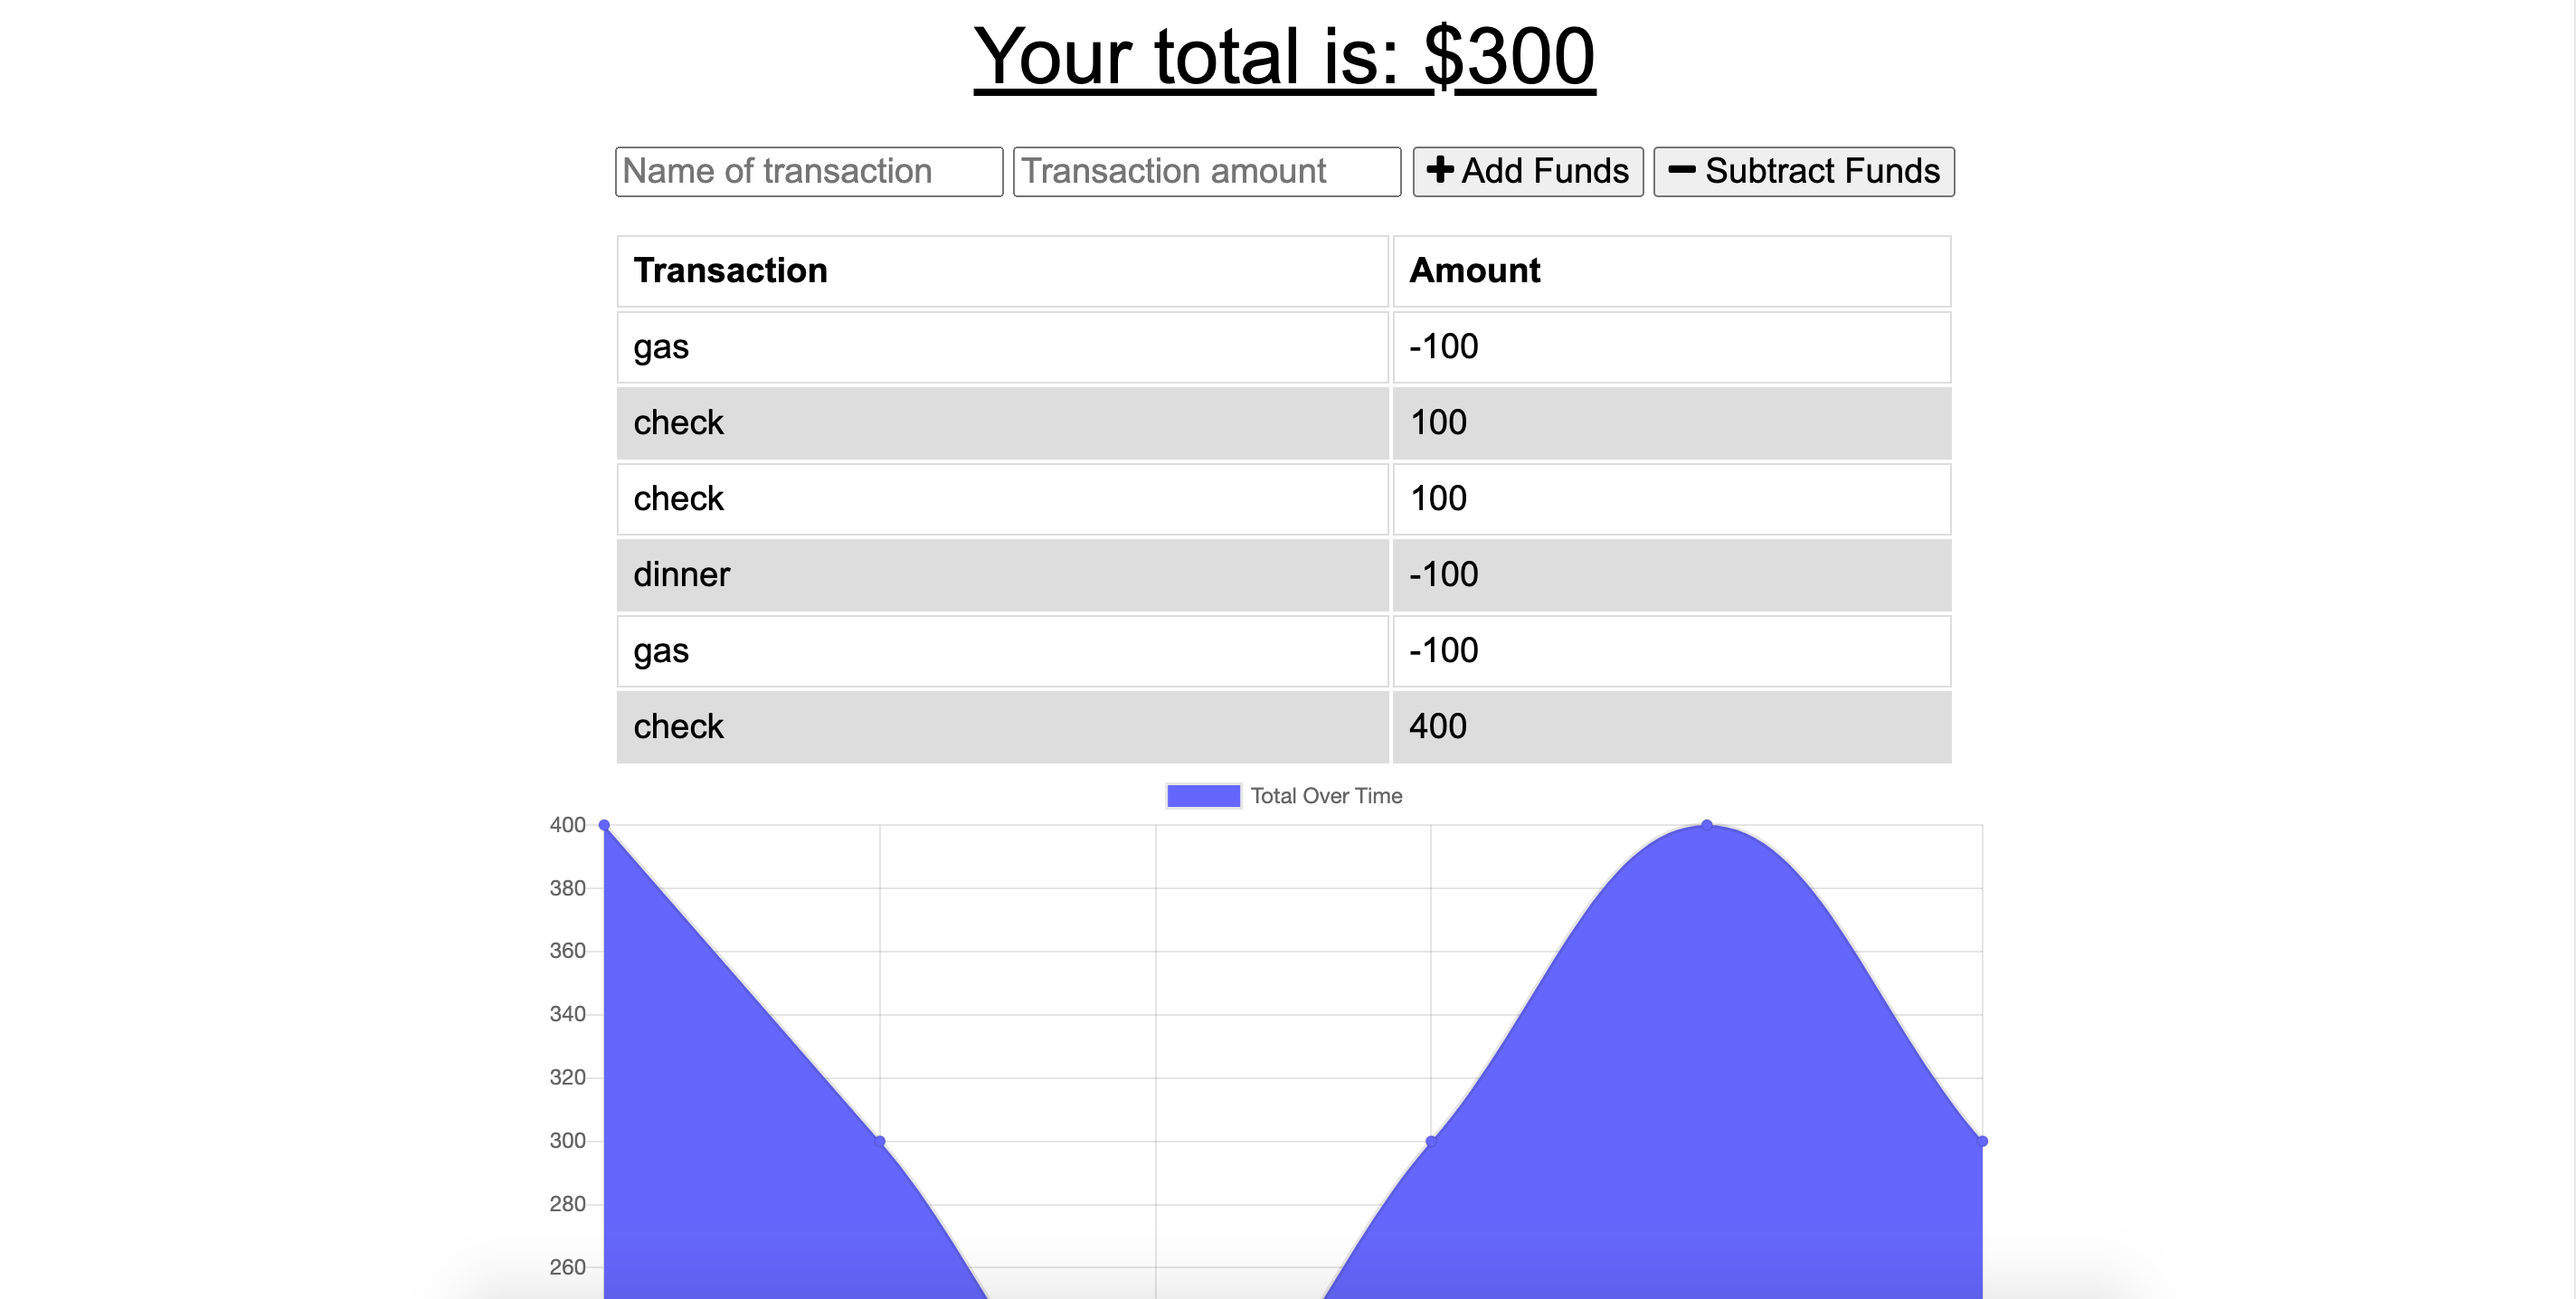 Your total is: $300
Name of transaction Transaction amount Add Funds Subtract Funds
Transaction Amount
gas -100
check 100
check 100
dinner -100
gas -100
check 400
Total Over Time
400
380
360
340
320
300
280
260